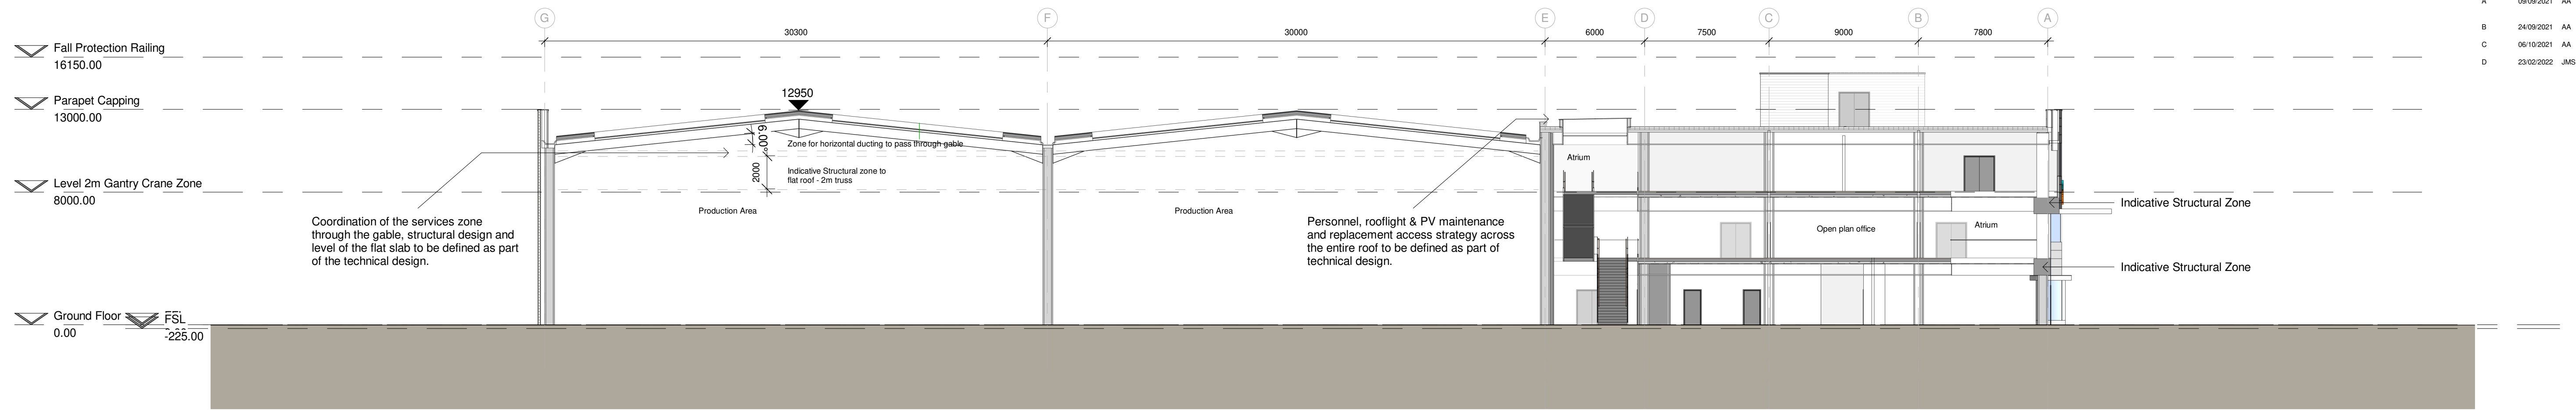 G
F
E
D
C
B
A
30300
30000
6000
7500
9000
7800
A 09/09/2021 AA
B 24/09/2021 AA
C 06/10/2021 AA
D 23/02/2022 JMS
Fall Protection Railing
16150.00
Parapet Capping
13000.00
12950
6.00°
Zone for horizontal ducting to pass through gable
2000
Indicative Structural zone to
flat roof - 2m truss
Level 2m Gantry Crane Zone
8000.00
Production Area
Production Area
Coordination of the services zone
through the gable, structural design and
level of the flat slab to be defined as part
of the technical design.
Personnel, rooflight & PV maintenance
and replacement access strategy across
the entire roof to be defined as part of
technical design.
Atrium
Open plan office
Atrium
Indicative Structural Zone
Indicative Structural Zone
Ground Floor
0.00
FSL
-225.00